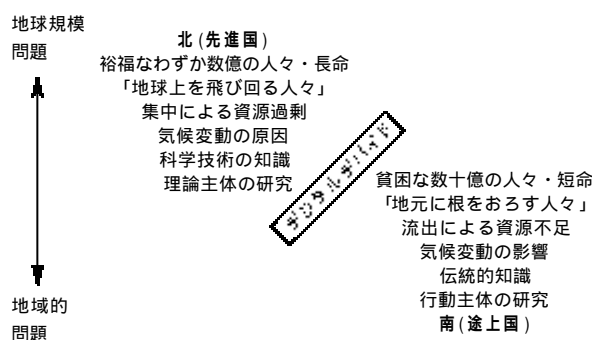 地球規模
問題
北(先進国)
裕福なわずか数億の人々・長命
「地球上を飛び回る人々」
集中による資源過剰
気候変動の原因
科学技術の知識
理論主体の研究
デジタルデバイド
貧困な数十億の人々・短命
「地元に根をおろす人々」
流出による資源不足
気候変動の影響
伝統的知識
行動主体の研究
南(途上国)
地域的
問題